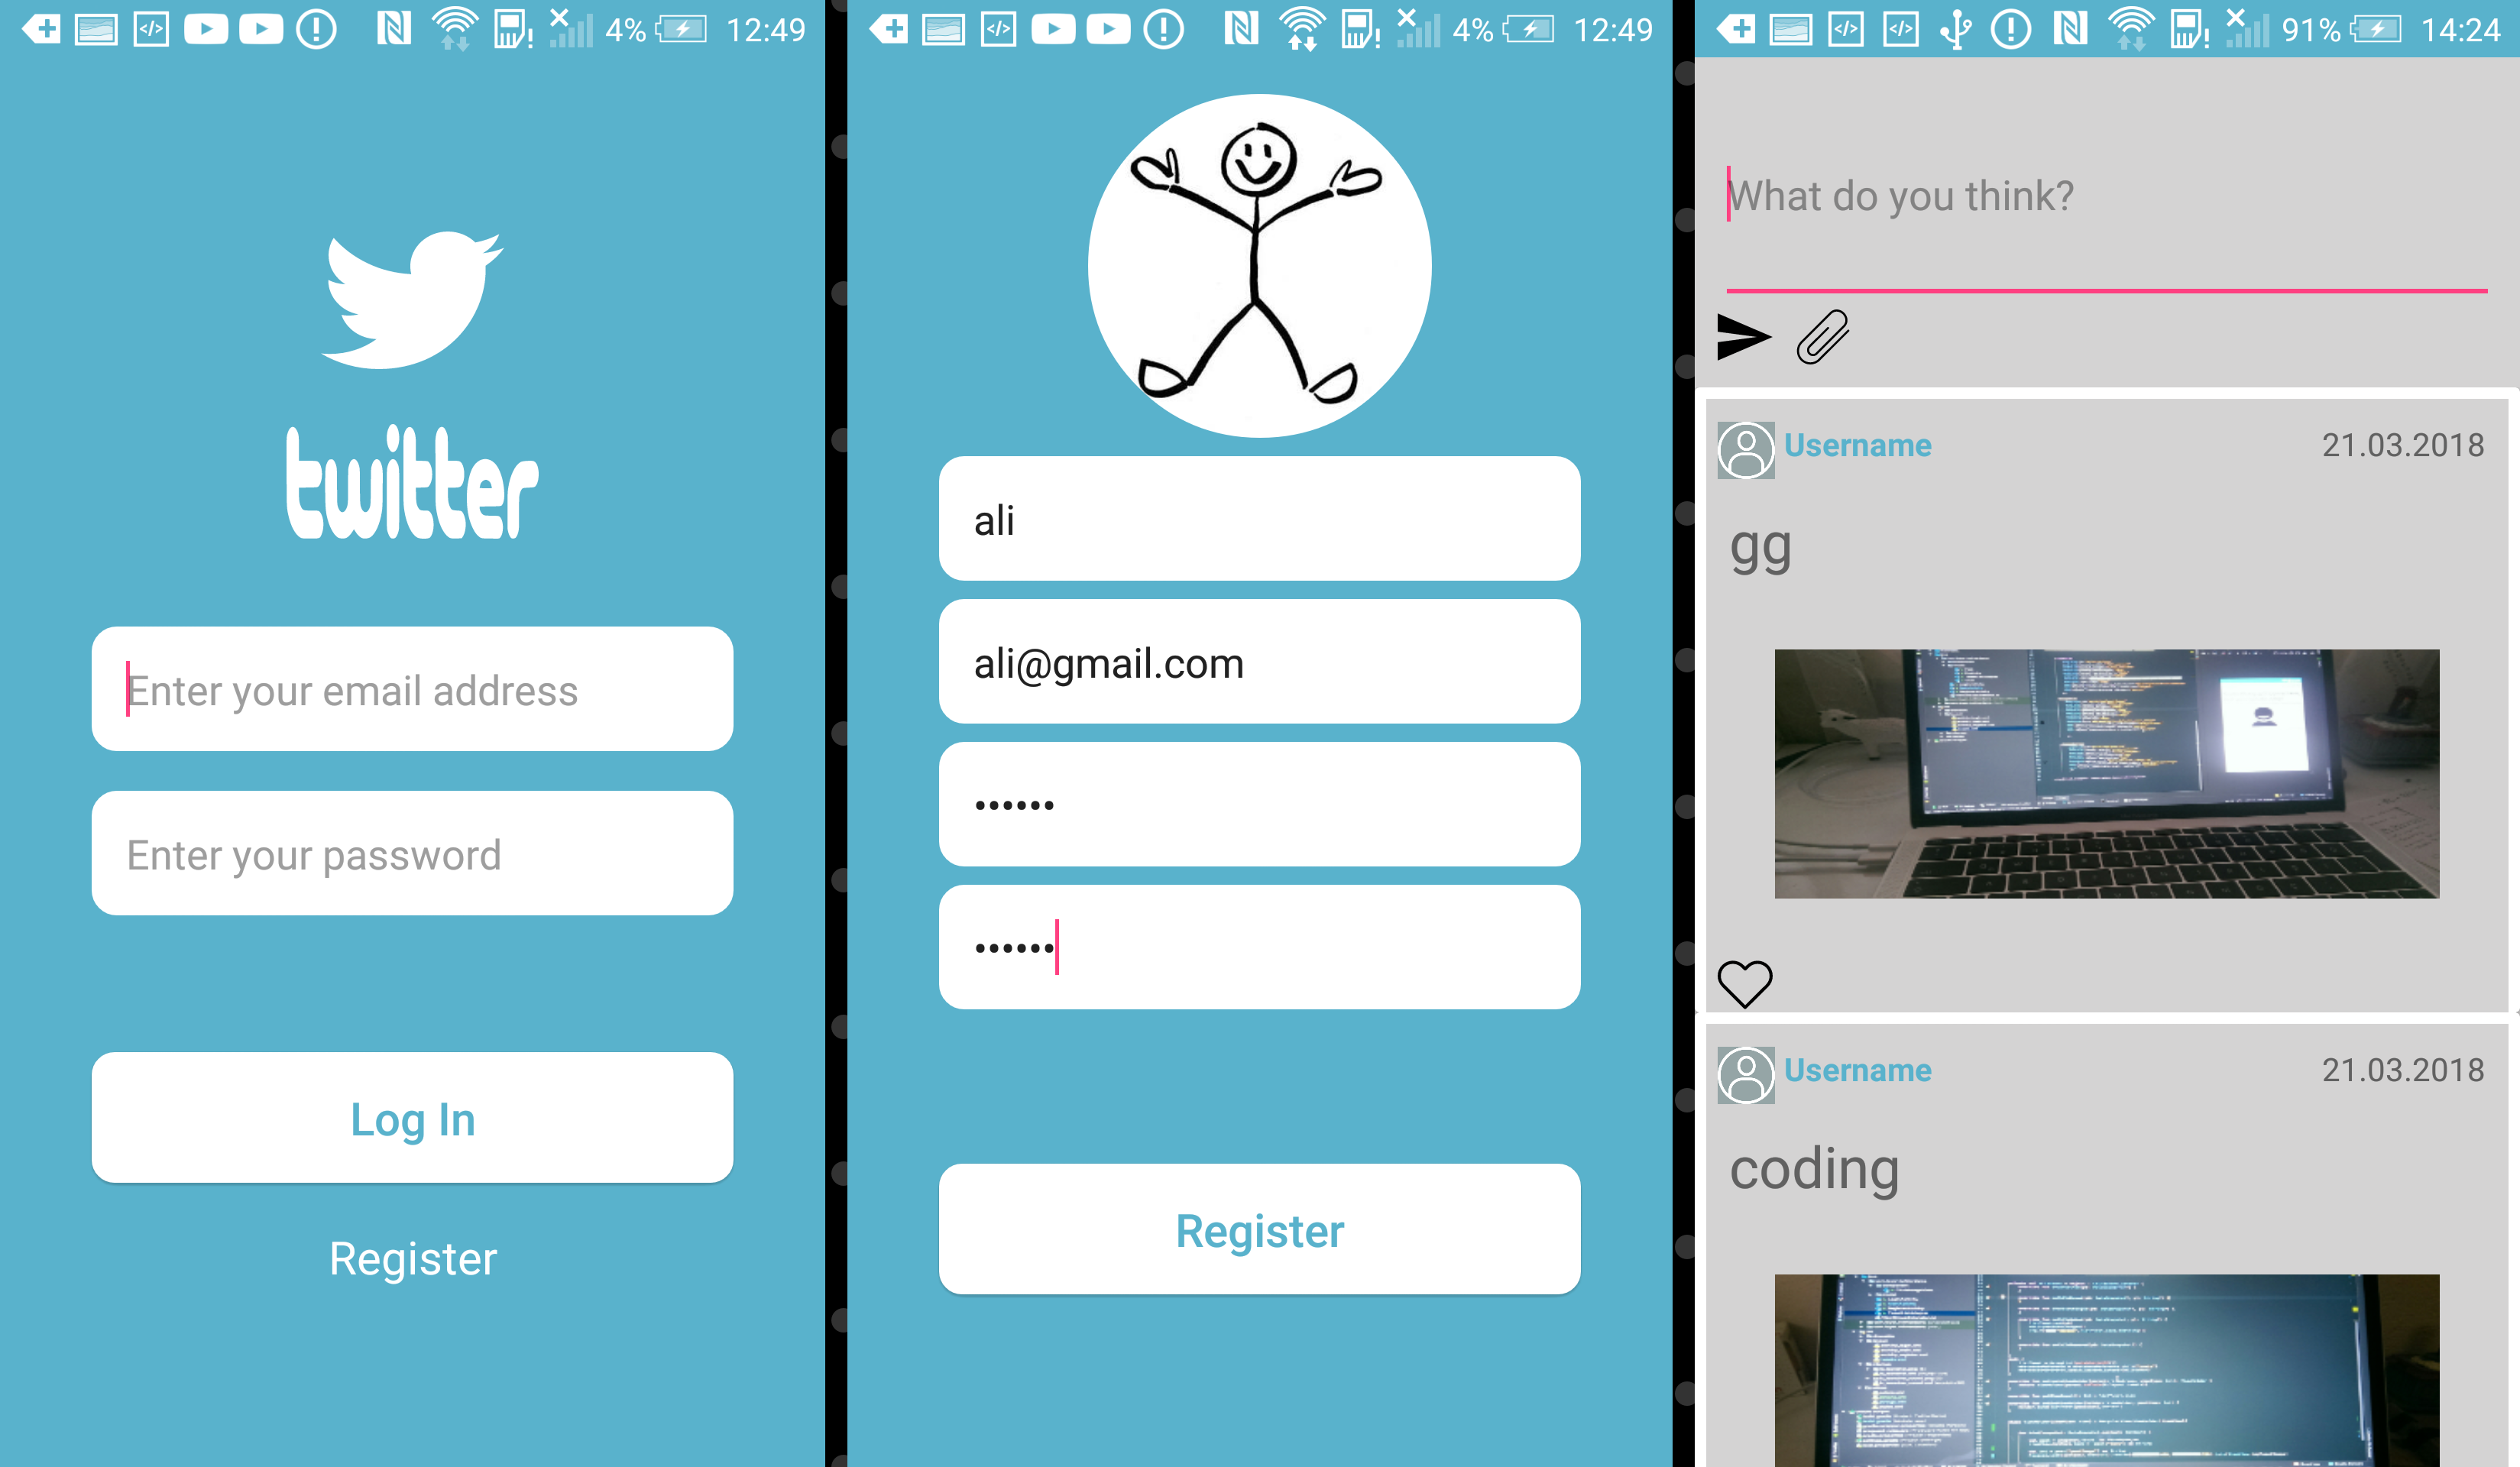 4% 12:49
twitter
Enter your email address
Enter your password
Log In
Register
4% 12:49
ali
ali@gmail.com
••••••
••••••
Register
91% 14:24
What do you think?
Username 21.03.2018
gg
Username 21.03.2018
coding